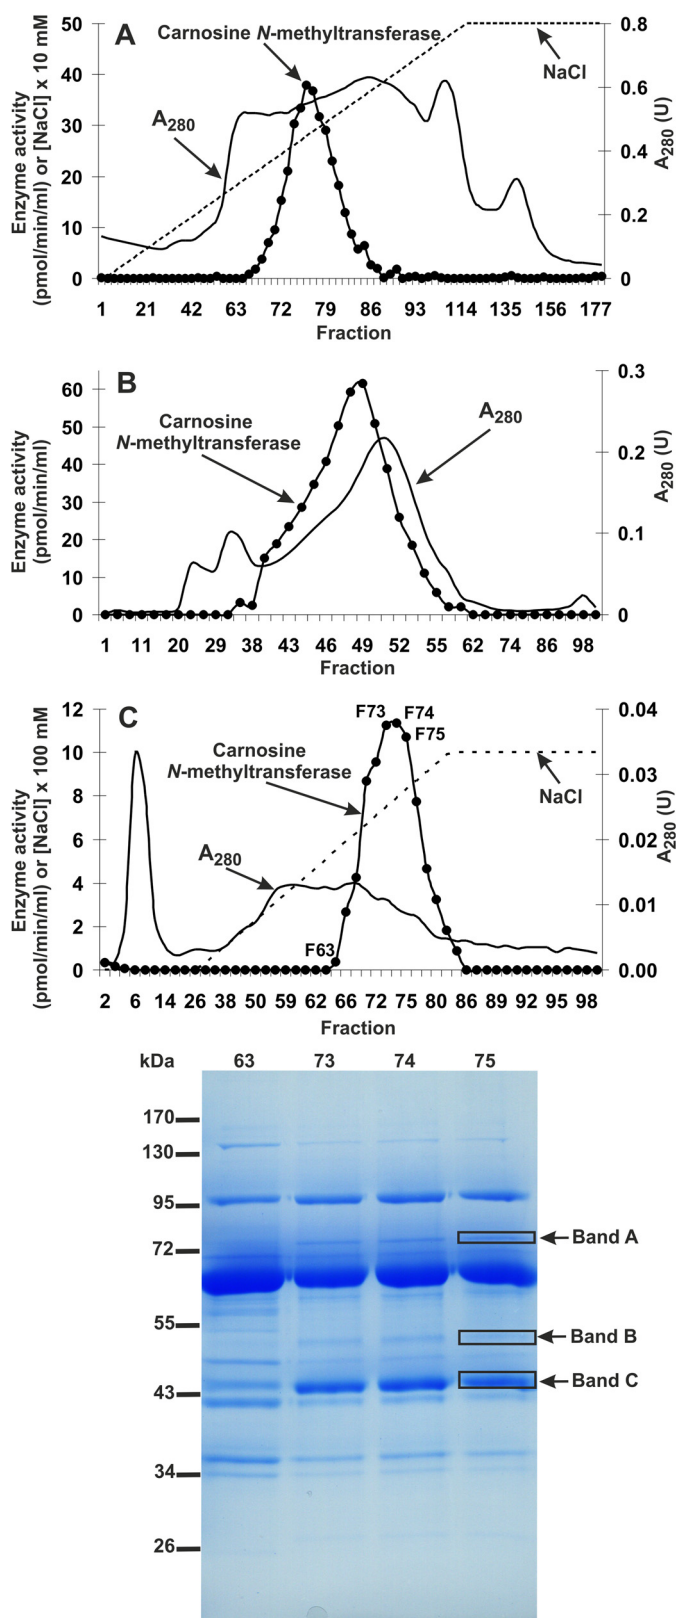 A
Enzyme activity
(pmol/min/ml) or [NaCl] x 10 mM
50
40
30
20
10
0
Carnosine N-methyltransferase
NaCl
A280
0.8
0.6
0.4
0.2
0
A280 (U)
1 21 42 63 72 79 86 93 114 135 156 177
Fraction
B
Enzyme activity
(pmol/min/ml)
60
50
40
30
20
10
0
Carnosine
N-methyltransferase
A280
0.3
0.2
0.1
0
A280 (U)
1 11 20 29 38 43 46 49 52 55 62 74 86 98
Fraction
C
Enzyme activity
(pmol/min/ml) or [NaCl] x 100 mM
12
10
8
6
4
2
0
F73 F74
F75
Carnosine
N-methyltransferase
NaCl
A280
F63
0.04
0.03
0.02
0.01
0.00
A280 (U)
2 6 14 26 38 50 59 62 66 72 75 80 86 89 92 95 98
Fraction
kDa 63 73 74 75
170
130
95
72
55
43
34
26
Band A
Band B
Band C